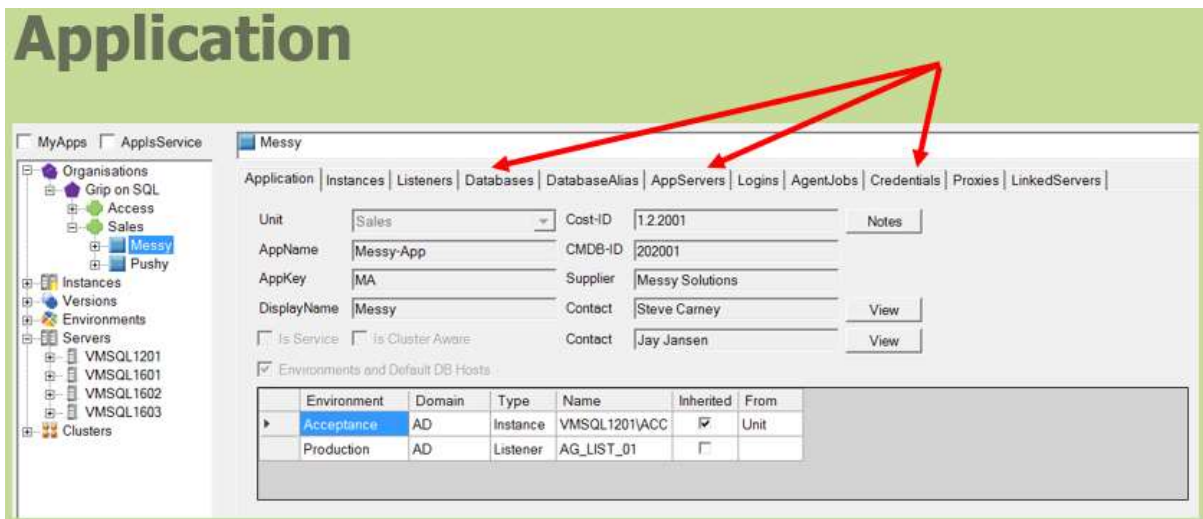 Application
MyApps AppIsService
Organisations
Grip on SQL
Access
Sales
Messy
Pushy
Instances
Versions
Environments
Servers
VMSQL1201
VMSQL1601
VMSQL1602
VMSQL1603
Clusters
Messy
Application Instances Listeners Databases DatabaseAlias AppServers Logins AgentJobs Credentials Proxies LinkedServers
Unit Sales Cost-ID 1.2.2001 Notes
AppName Messy-App CMDB-ID 202001
AppKey MA Supplier Messy Solutions
DisplayName Messy Contact Steve Carney View
Is Service Is Cluster Aware Contact Jay Jansen View
Environments and Default DB Hosts
Environment Domain Type Name Inherited From
Acceptance AD Instance VMSQL1201\ACC Unit
Production AD Listener AG_LIST_01